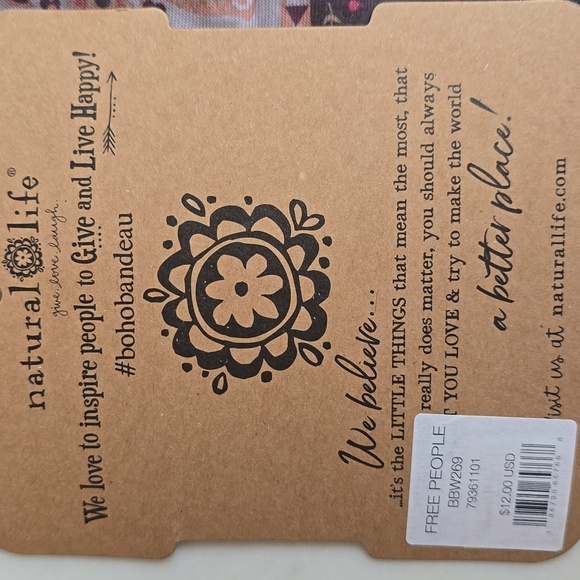 natural life®
give. love. laugh.
We love to inspire people to Give and Live Happy!
#bohobandeau
We believe...
...it's the LITTLE THINGS that mean the most, that
really does matter, you should always
YOU LOVE & try to make the world
a better place!
visit us at naturallife.com
FREE PEOPLE
BBW269
79361101
$12.00 USD